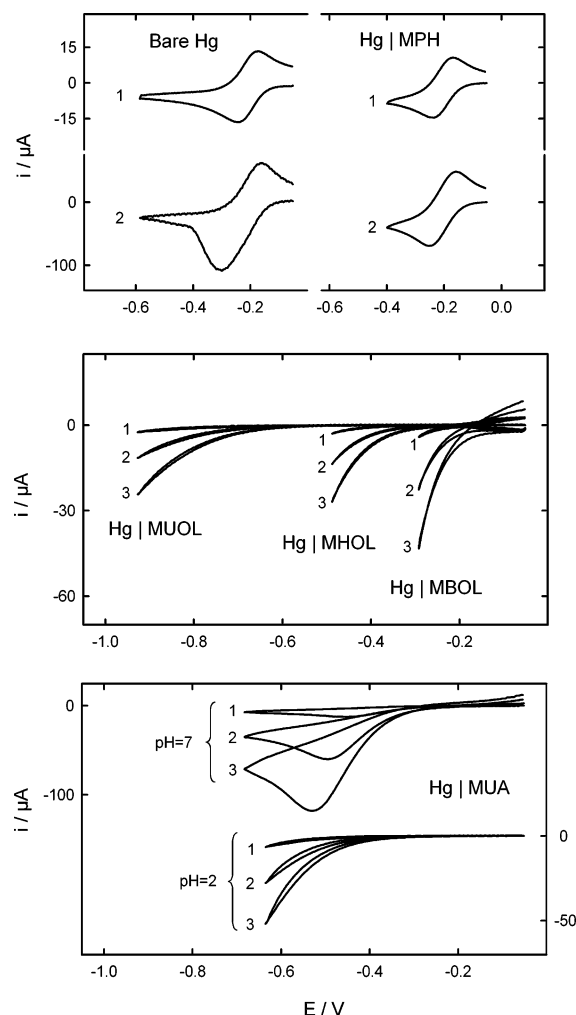 Bare Hg
Hg | MPH
15
0
-15
1
1
i / µA
0
-100
2
2
-0.6 -0.4 -0.2 -0.6 -0.4 -0.2 0.0
0
-30
-60
i / µA
1
2
3
1
2
3
1
2
3
Hg | MUOL
Hg | MHOL
Hg | MBOL
-1.0 -0.8 -0.6 -0.4 -0.2
0
-100
i / µA
pH=7
1
2
3
Hg | MUA
pH=2
1
2
3
0
-50
-1.0 -0.8 -0.6 -0.4 -0.2
E / V